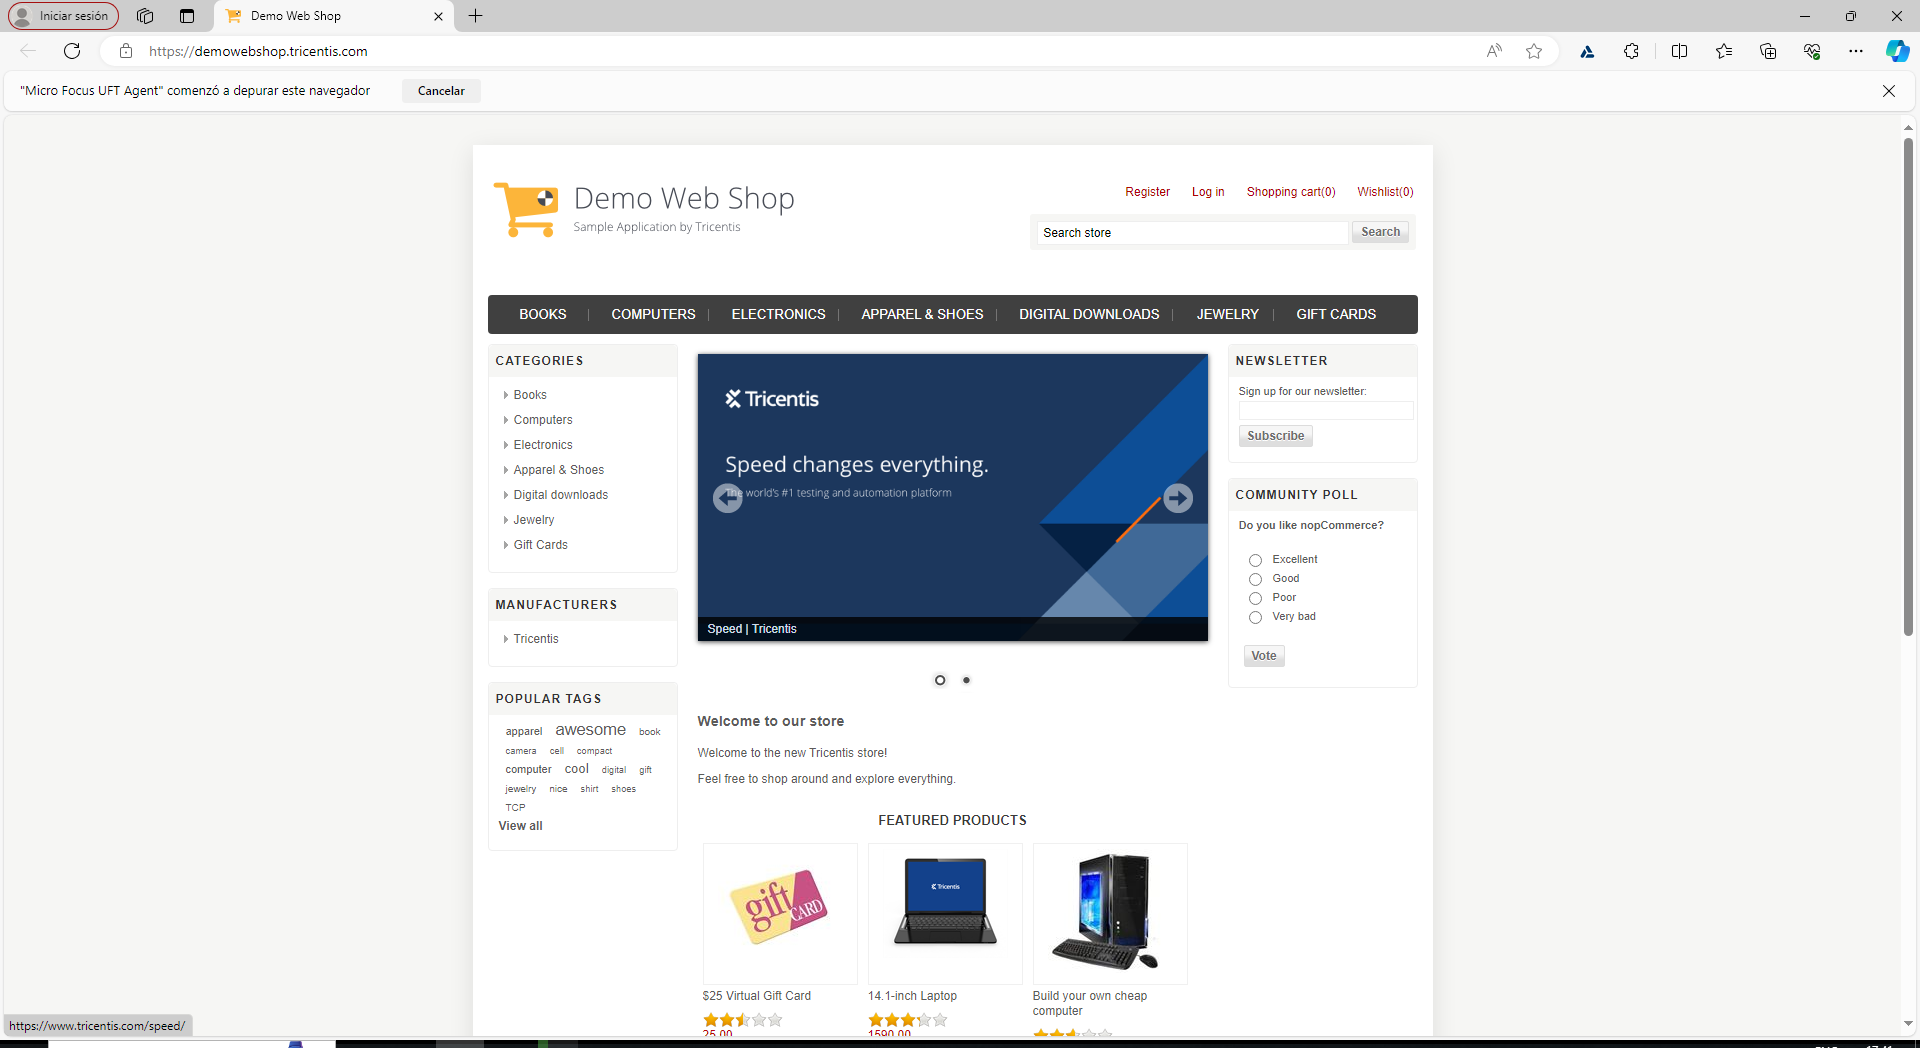 Iniciar sesión
Demo Web Shop
https://demowebshop.tricentis.com
"Micro Focus UFT Agent" comenzó a depurar este navegador
Cancelar
Demo Web Shop
Sample Application by Tricentis
Register Log in Shopping cart(0) Wishlist(0)
Search store Search
BOOKS COMPUTERS ELECTRONICS APPAREL & SHOES DIGITAL DOWNLOADS JEWELRY GIFT CARDS
CATEGORIES
Books
Computers
Electronics
Apparel & Shoes
Digital downloads
Jewelry
Gift Cards
MANUFACTURERS
Tricentis
POPULAR TAGS
apparel awesome book
camera cell compact
computer cool digital gift
jewelry nice shirt shoes
TCP
View all
Tricentis
Speed changes everything.
The world's #1 testing and automation platform
Speed | Tricentis
Welcome to our store
Welcome to the new Tricentis store!
Feel free to shop around and explore everything.
FEATURED PRODUCTS
gift CARD
Tricentis
$25 Virtual Gift Card
25.00
14.1-inch Laptop
1590.00
Build your own cheap
computer
NEWSLETTER
Sign up for our newsletter:
Subscribe
COMMUNITY POLL
Do you like nopCommerce?
Excellent
Good
Poor
Very bad
Vote
https://www.tricentis.com/speed/